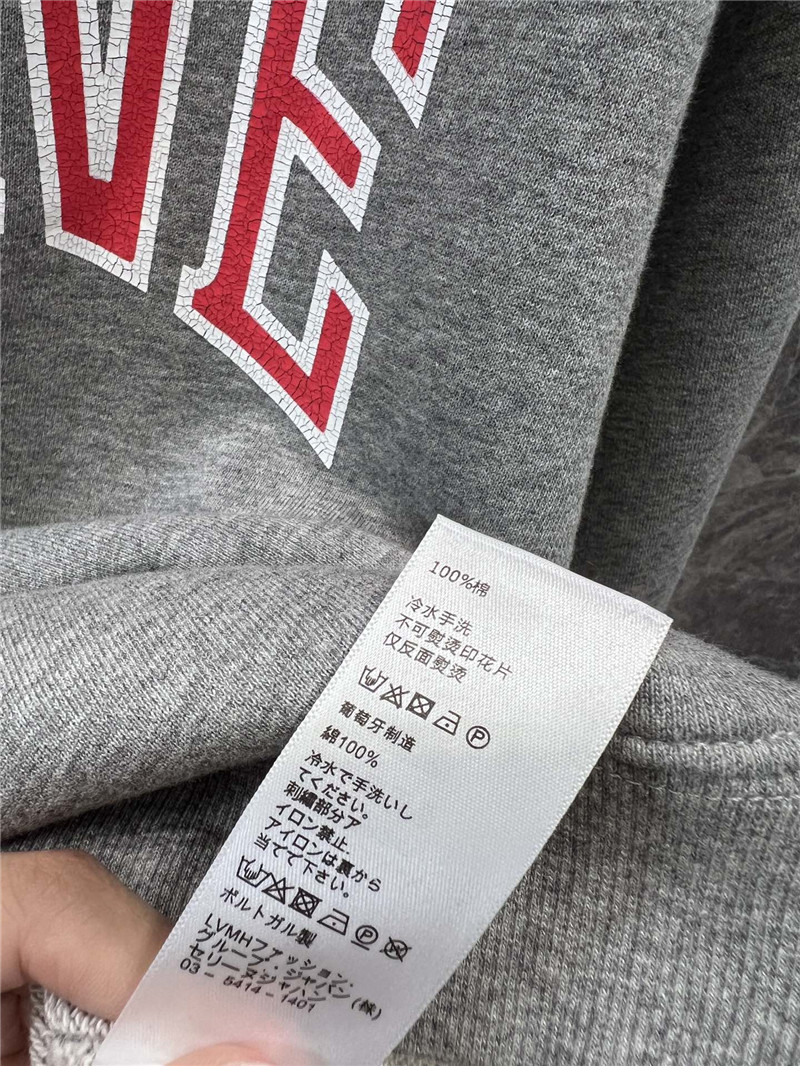 VE
100%棉
冷水手洗
不可熨烫印花片
仅反面熨烫
P
葡萄牙制造
綿100%
冷水で手洗いし
てください。
刺繍部分ア
イロン禁止.
アイロンは裏から
当てて下さい。
P
ポルトガル製
LVMHファッション・
グループ・ジャパン(株)
セリーヌジャパン
03 - 5414 - 1401